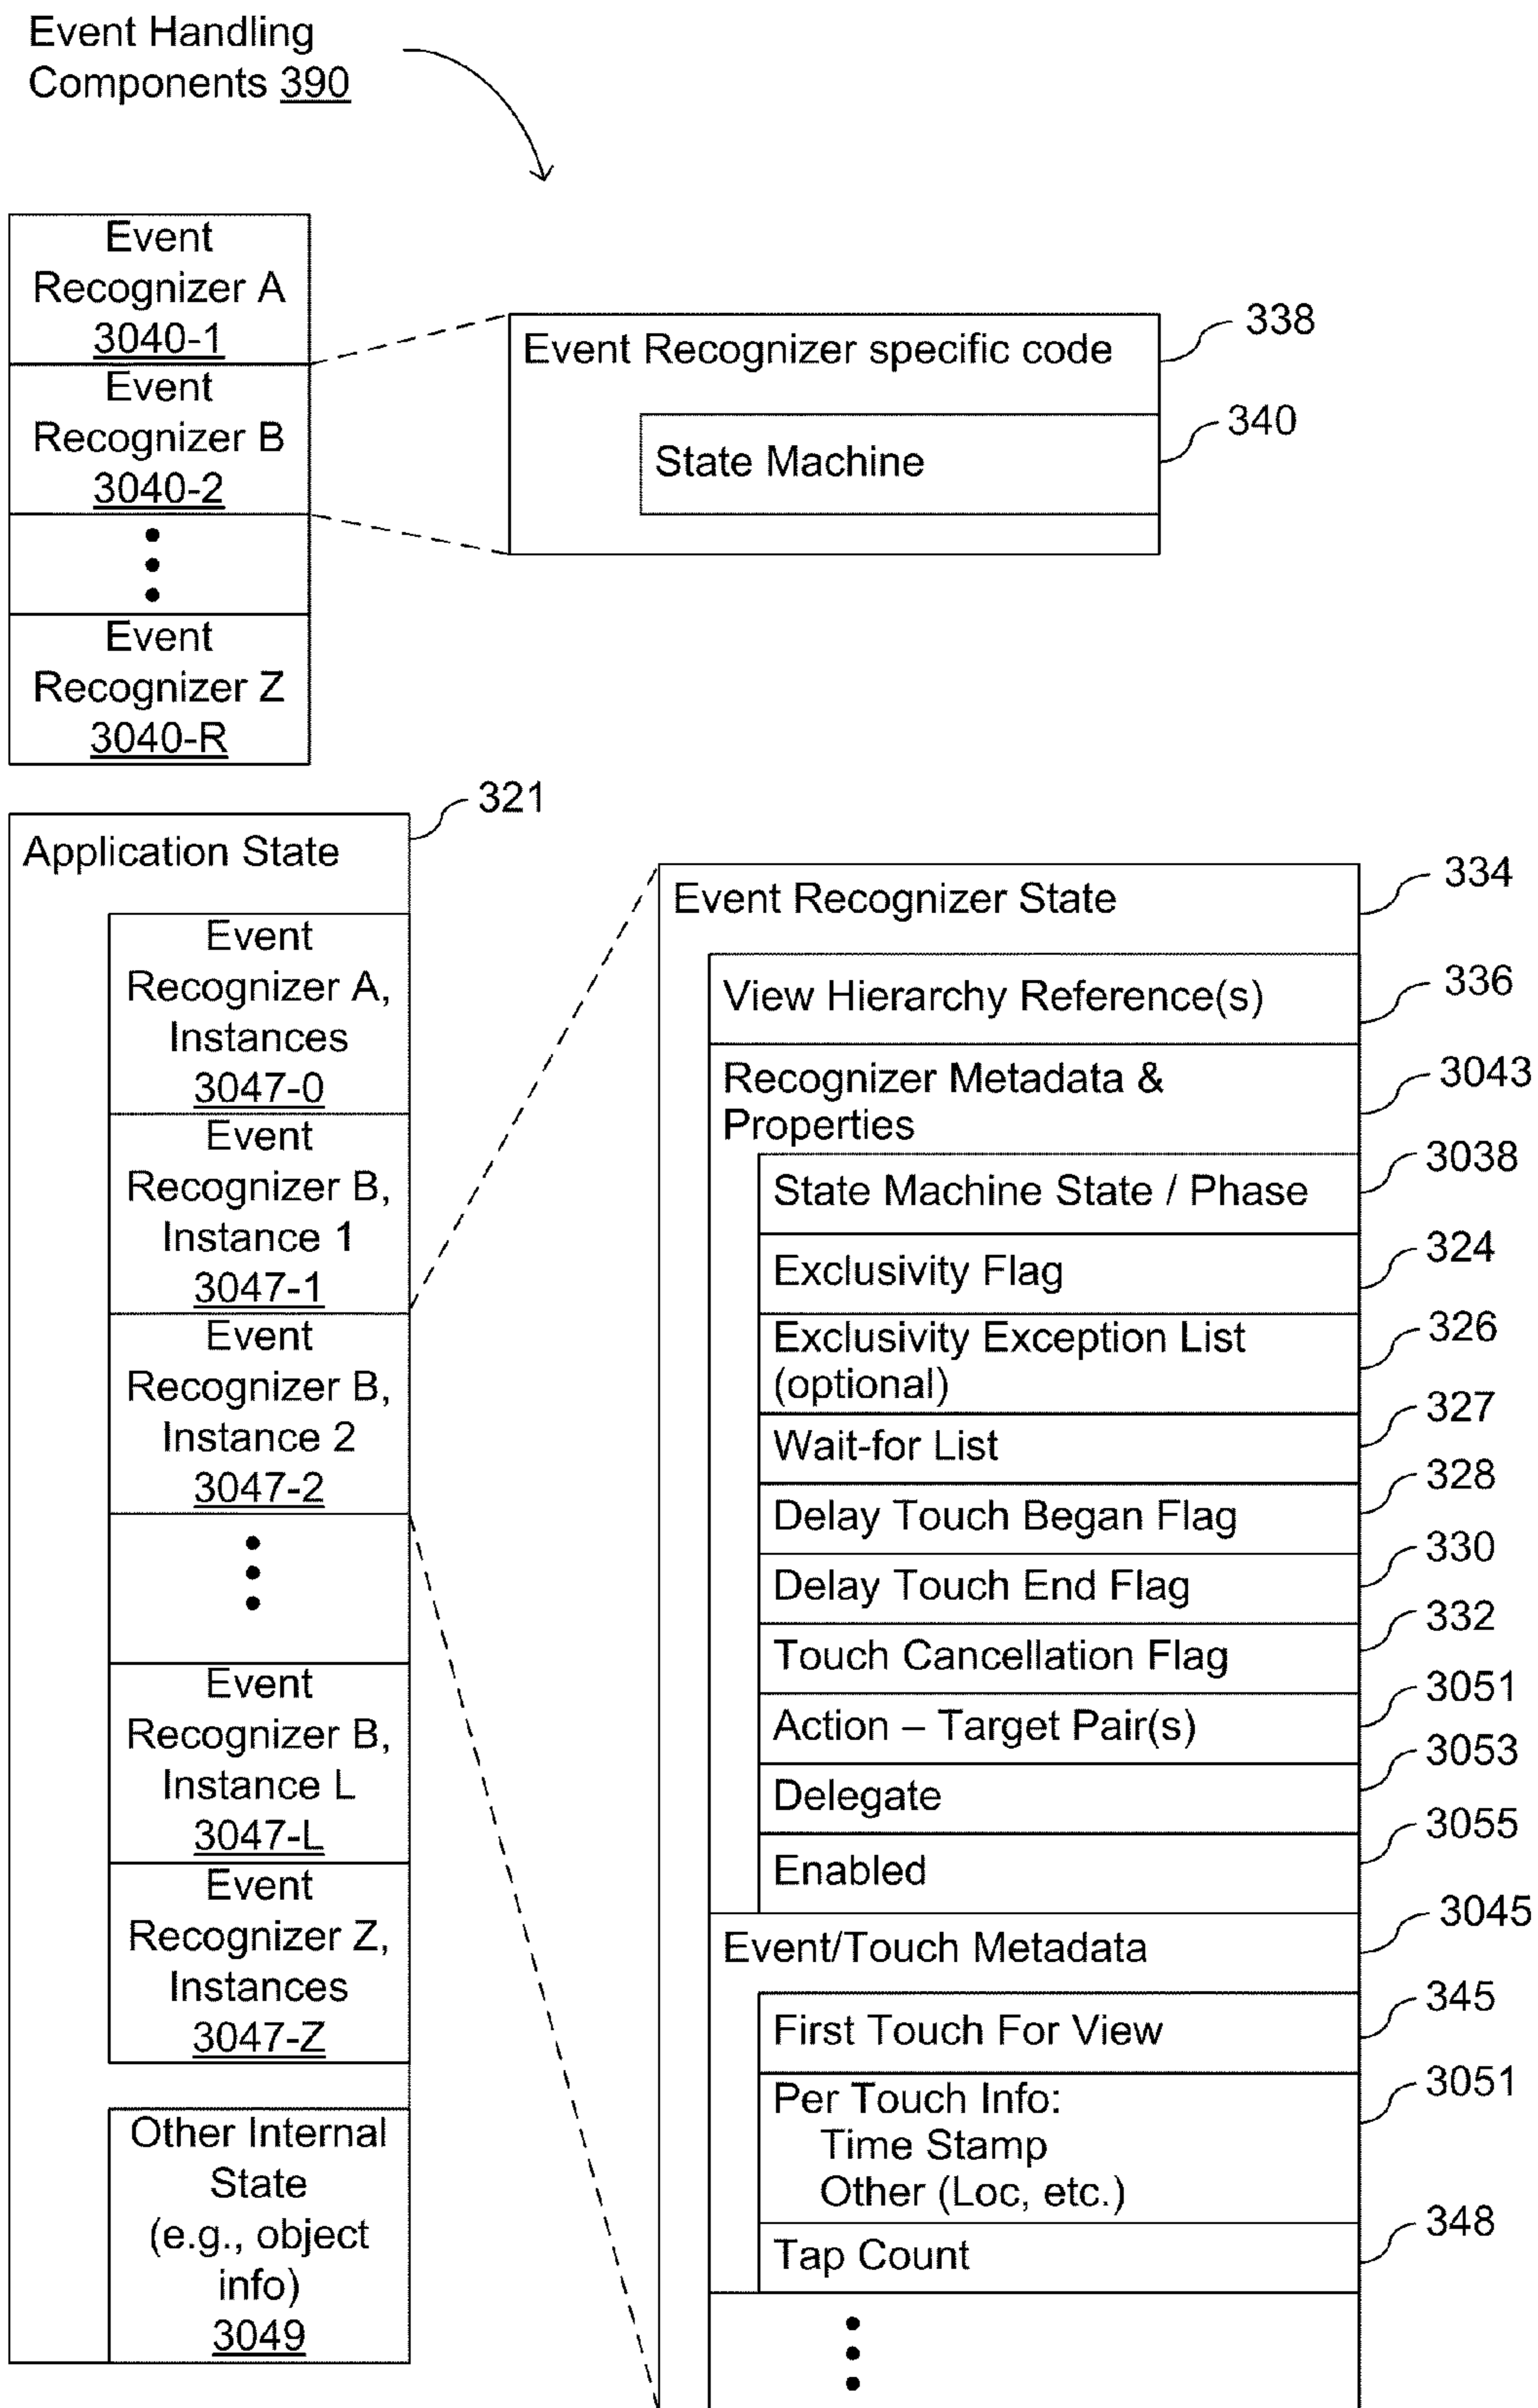 Event Handling
Components 390
Event
Recognizer A
3040-1
Event
Recognizer B
3040-2
Event
Recognizer Z
3040-R
Event Recognizer specific code
338
State Machine
340
321
Application State
Event
Recognizer A,
Instances
3047-0
Event
Recognizer B,
Instance 1
3047-1
Event
Recognizer B,
Instance 2
3047-2
Event
Recognizer B,
Instance L
3047-L
Event
Recognizer Z,
Instances
3047-Z
Other Internal
State
(e.g., object
info)
3049
Event Recognizer State
334
View Hierarchy Reference(s)
336
Recognizer Metadata &
Properties
3043
State Machine State / Phase
3038
Exclusivity Flag
324
Exclusivity Exception List
(optional)
326
Wait-for List
327
Delay Touch Began Flag
328
Delay Touch End Flag
330
Touch Cancellation Flag
332
Action – Target Pair(s)
3051
Delegate
3053
Enabled
3055
Event/Touch Metadata
3045
First Touch For View
345
Per Touch Info:
Time Stamp
Other (Loc, etc.)
3051
Tap Count
348